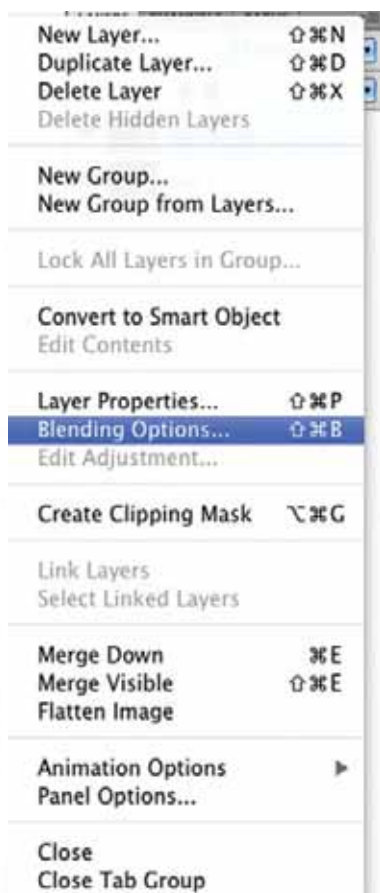 New Layer... ⇧⌘N
Duplicate Layer... ⇧⌘D
Delete Layer ⇧⌘X
Delete Hidden Layers
New Group...
New Group from Layers...
Lock All Layers in Group...
Convert to Smart Object
Edit Contents
Layer Properties... ⇧⌘P
Blending Options... ⇧⌘B
Edit Adjustment...
Create Clipping Mask ⌥⌘G
Link Layers
Select Linked Layers
Merge Down ⌘E
Merge Visible ⇧⌘E
Flatten Image
Animation Options
Panel Options...
Close
Close Tab Group